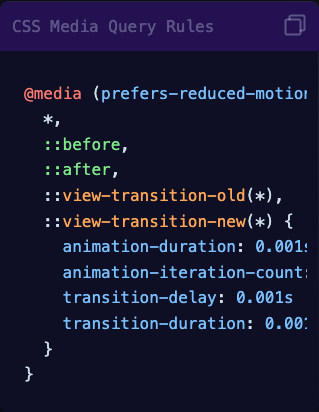 CSS Media Query Rules
@media (prefers-reduced-motion
*,
::before,
::after,
::view-transition-old(*),
::view-transition-new(*) {
animation-duration: 0.001s
animation-iteration-count:
transition-delay: 0.001s
transition-duration: 0.001
}
}